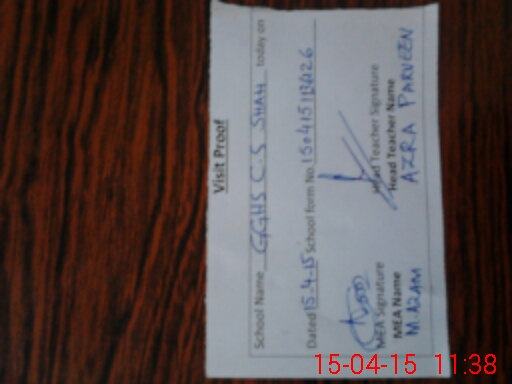 Visit Proof
School Name GGHS C.S SHAH today on
Dated 15.4.15 School form No.
MEA Signature Head Teacher Signature
MEA Name Head Teacher Name
M. AZAM AZRA PARVEEN
15-04-15 11:38